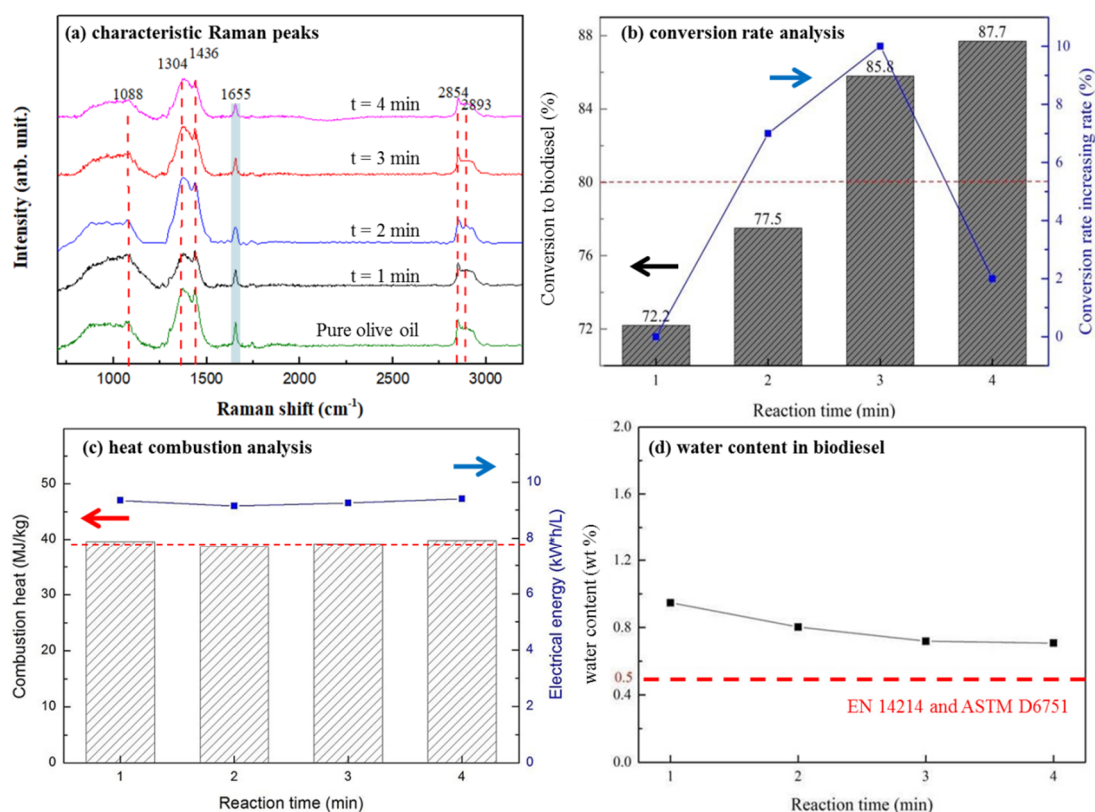 (a) characteristic Raman peaks
1436
1304
1088
1655
2854
2893
t = 4 min
t = 3 min
t = 2 min
t = 1 min
Pure olive oil
Intensity (arb. unit.)
1000
1500
2000
2500
3000
Raman shift (cm-1)
(b) conversion rate analysis
88
84
80
76
72
Conversion to biodiesel (%)
72.2
77.5
85.8
87.7
10
8
6
4
2
0
Conversion rate increasing rate (%)
1
2
3
4
Reaction time (min)
(c) heat combustion analysis
50
40
30
20
10
0
Combustion heat (MJ/kg)
10
8
6
4
2
0
Electrical energy (kW*h/L)
1
2
3
4
Reaction time (min)
(d) water content in biodiesel
2.0
1.6
1.2
0.8
0.5
0.4
0.0
water content (wt %)
EN 14214 and ASTM D6751
1
2
3
4
Reaction time (min)